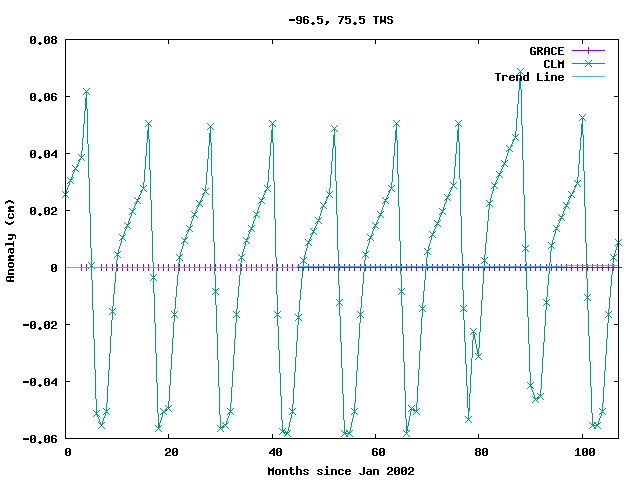 -96.5, 75.5 TWS
GRACE
CLM
Trend Line
Anomaly (cm)
0.08
0.06
0.04
0.02
0
-0.02
-0.04
-0.06
0 20 40 60 80 100
Months since Jan 2002